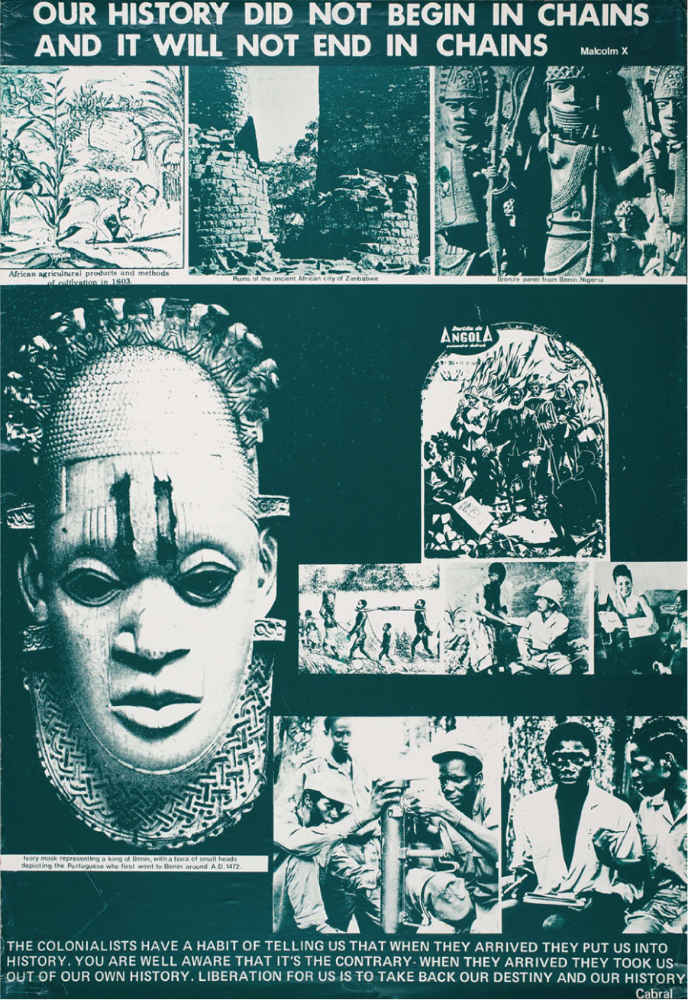 OUR HISTORY DID NOT BEGIN IN CHAINS
AND IT WILL NOT END IN CHAINS
Malcolm X
African agricultural products and methods
of cultivation in 1603.
Ruins of the ancient African city of Zimbabwe.
Bronze panel from Benin, Nigeria
Revista de
ANGOLA
Ivory mask representing a king of Benin, with a tiara of small heads
depicting the Portuguese who first went to Benin around A.D. 1472.
THE COLONIALISTS HAVE A HABIT OF TELLING US THAT WHEN THEY ARRIVED THEY PUT US INTO
HISTORY. YOU ARE WELL AWARE THAT IT'S THE CONTRARY - WHEN THEY ARRIVED THEY TOOK US
OUT OF OUR OWN HISTORY. LIBERATION FOR US IS TO TAKE BACK OUR DESTINY AND OUR HISTORY
Cabral